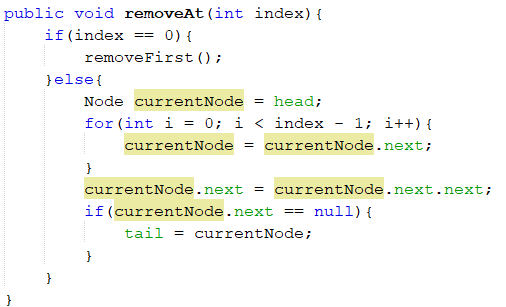 public void removeAt(int index){
    if(index == 0){
        removeFirst();
    }else{
        Node currentNode = head;
        for(int i = 0; i < index - 1; i++){
            currentNode = currentNode.next;
        }
        currentNode.next = currentNode.next.next;
        if(currentNode.next == null){
            tail = currentNode;
        }
    }
}